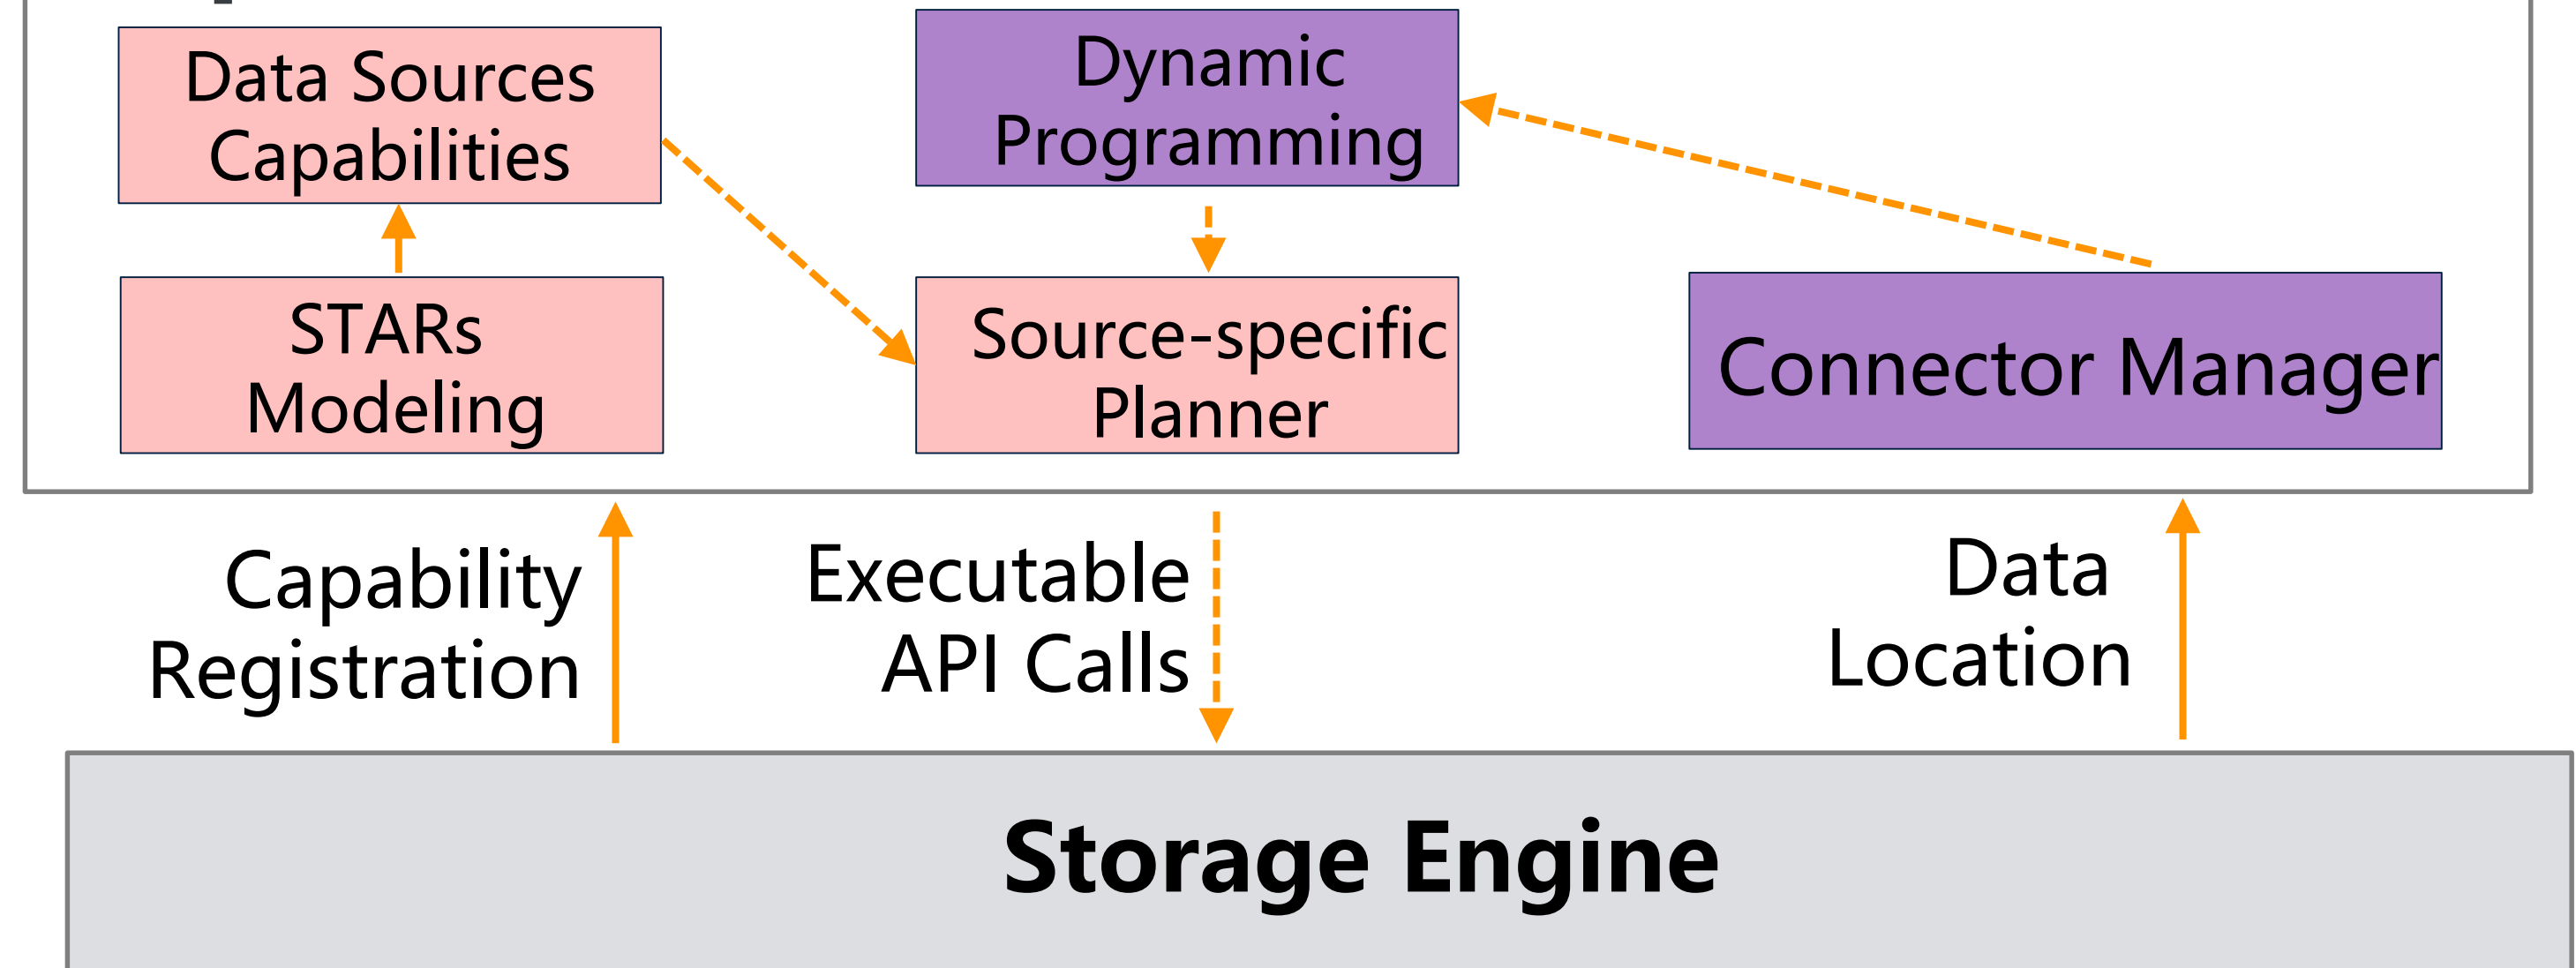 Data Sources
Capabilities
Dynamic
Programming
STARs
Modeling
Source-specific
Planner
Connector Manager
Capability
Registration
Executable
API Calls
Data
Location
Storage Engine